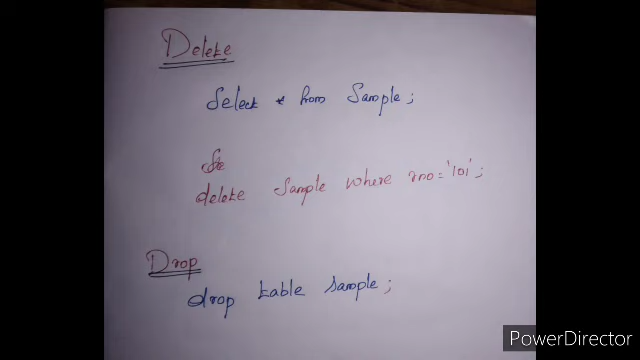 Delete
Select * from Sample;
delete Sample where rno='101';
Drop
drop table sample;
PowerDirector